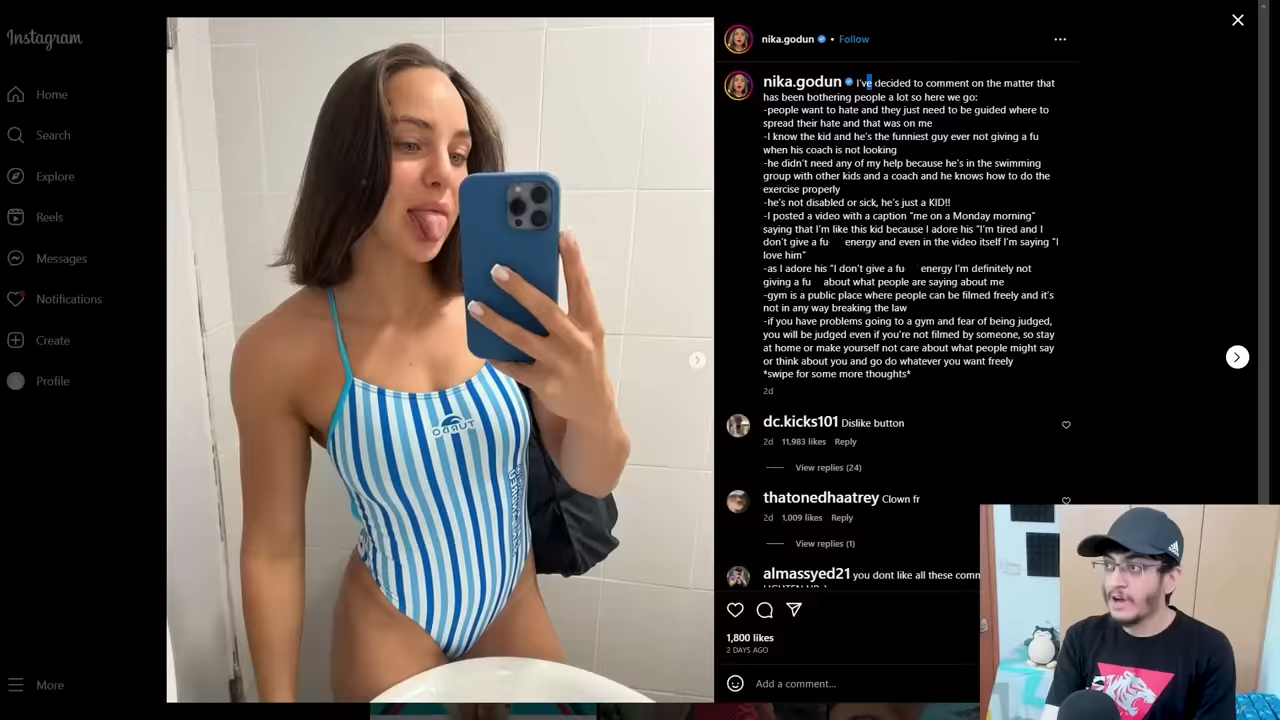 Instagram
Home
Search
Explore
Reels
Messages
Notifications
Create
Profile
More
nika.godun • Follow
nika.godun I've decided to comment on the matter that
has been bothering people a lot so here we go:
-people want to hate and they just need to be guided where to
spread their hate and that was on me
-I know the kid and he's the funniest guy ever not giving a fu
when his coach is not looking
-he didn't need any of my help because he's in the swimming
group with other kids and a coach and he knows how to do the
exercise properly
-he's not disabled or sick, he's just a KID!!
-I posted a video with a caption "me on a Monday morning"
saying that I'm like this kid because I adore his "I'm tired and I
don't give a fu energy and even in the video itself I'm saying "I
love him"
-as I adore his "I don't give a fu energy I'm definitely not
giving a fu about what people are saying about me
-gym is a public place where people can be filmed freely and it's
not in any way breaking the law
-if you have problems going to a gym and fear of being judged,
you will be judged even if you're not filmed by someone, so stay
at home or make yourself not care about what people might say
or think about you and go do whatever you want freely
*swipe for some more thoughts*
2d
dc.kicks101 Dislike button
2d 11,983 likes Reply
View replies (24)
thatonedhaatrey Clown fr
2d 1,009 likes Reply
View replies (1)
almassyed21 you dont like all these comm
1,800 likes
2 DAYS AGO
Add a comment...
TURBO